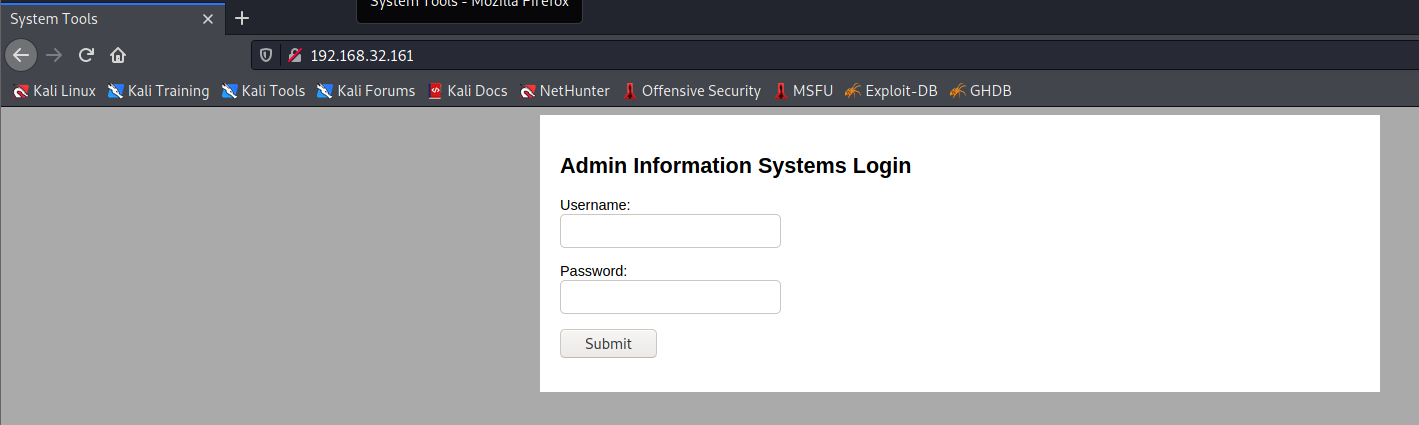 System Tools - Mozilla Firefox
System Tools
192.168.32.161
Kali Linux Kali Training Kali Tools Kali Forums Kali Docs NetHunter Offensive Security MSFU Exploit-DB GHDB
Admin Information Systems Login
Username:
Password:
Submit